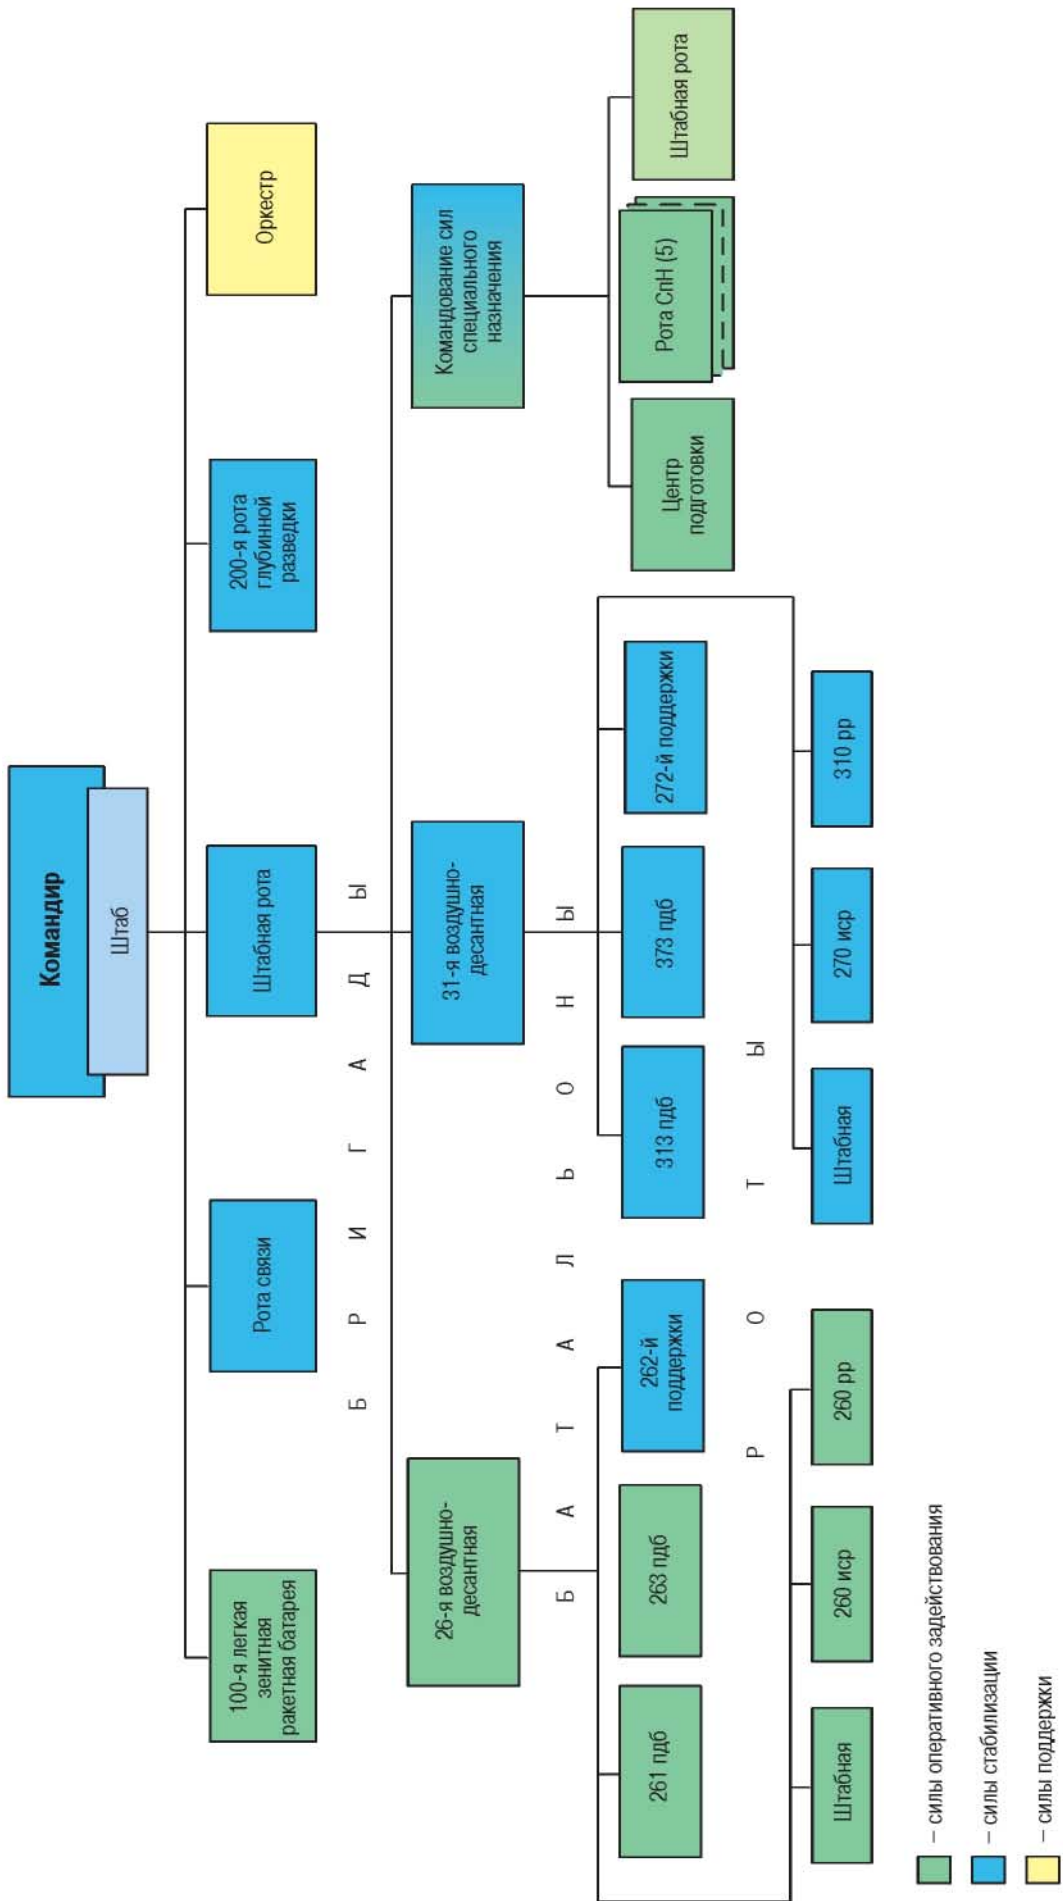 Командир
Штаб
100-я легкая
зенитная
ракетная батарея
Рота связи
Штабная рота
200-я рота
глубинной
разведки
Оркестр
Б Р И Г А Д Ы
26-я воздушно-
десантная
31-я воздушно-
десантная
Командование сил
специального
назначения
Б А Т А Л Ь О Н Ы
261 пдб
263 пдб
262-й
поддержки
313 пдб
373 пдб
272-й поддержки
Центр
подготовки
Рота СпН (5)
Штабная рота
Р О Т Ы
Штабная
260 иср
260 рр
Штабная
270 иср
310 рр
– силы оперативного задействования
– силы стабилизации
– силы поддержки